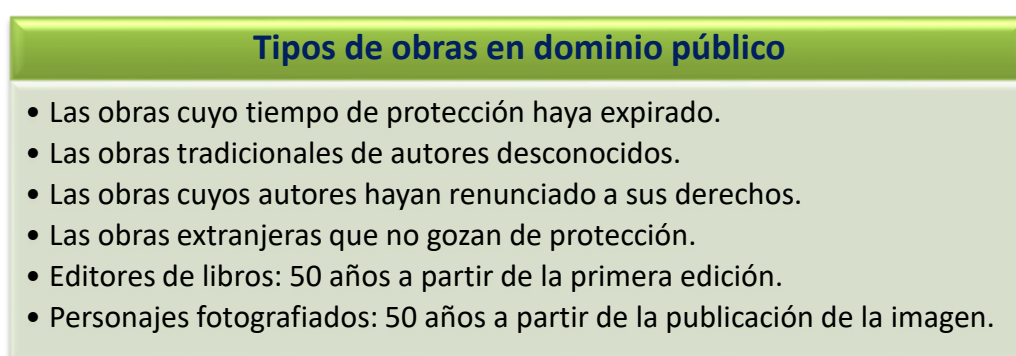 Tipos de obras en dominio público
• Las obras cuyo tiempo de protección haya expirado.
• Las obras tradicionales de autores desconocidos.
• Las obras cuyos autores hayan renunciado a sus derechos.
• Las obras extranjeras que no gozan de protección.
• Editores de libros: 50 años a partir de la primera edición.
• Personajes fotografiados: 50 años a partir de la publicación de la imagen.